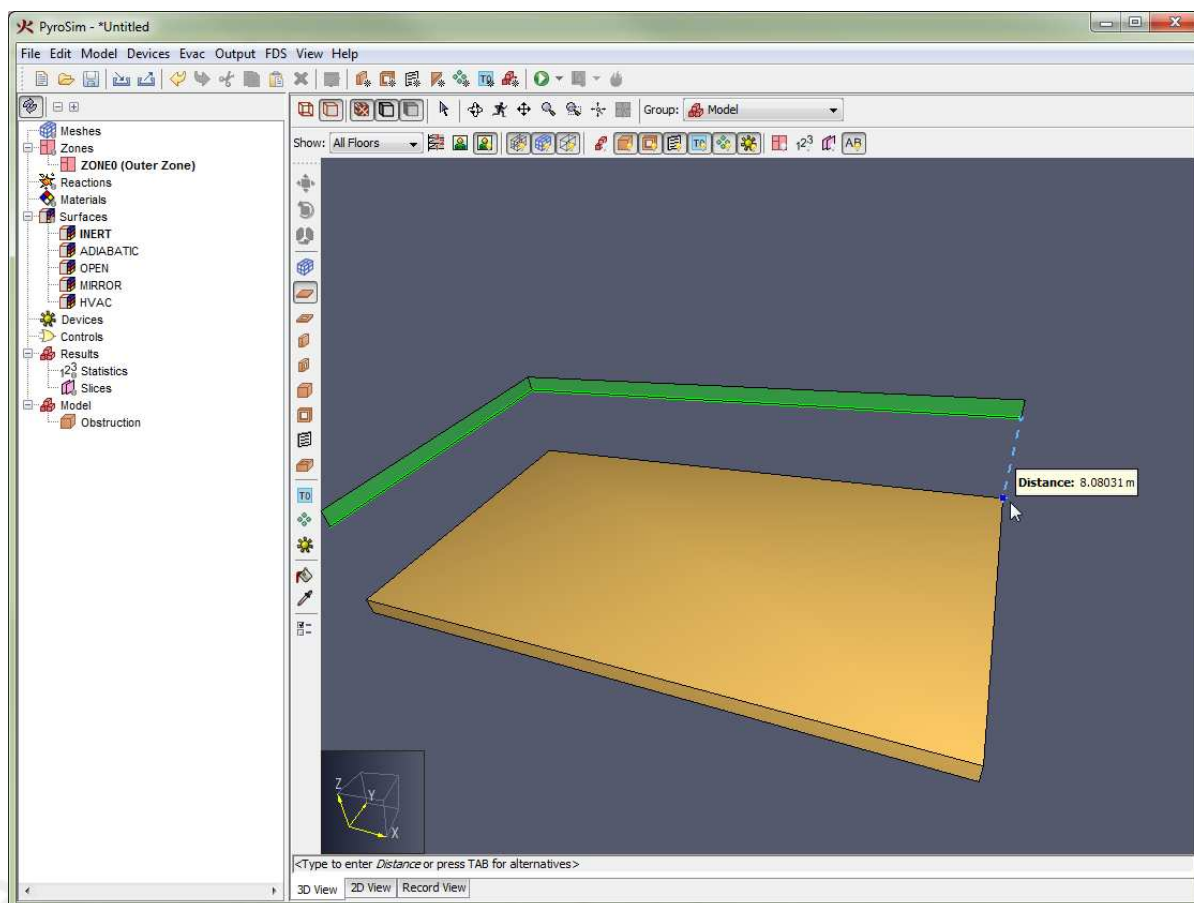 PyroSim - *Untitled
File Edit Model Devices Evac Output FDS View Help
Group: Model
Show: All Floors
Meshes
Zones
ZONE0 (Outer Zone)
Reactions
Materials
Surfaces
INERT
ADIABATIC
OPEN
MIRROR
HVAC
Devices
Controls
Results
Statistics
Slices
Model
Obstruction
Distance: 8.08031 m
Z
Y
X
<Type to enter Distance or press TAB for alternatives>
3D View 2D View Record View